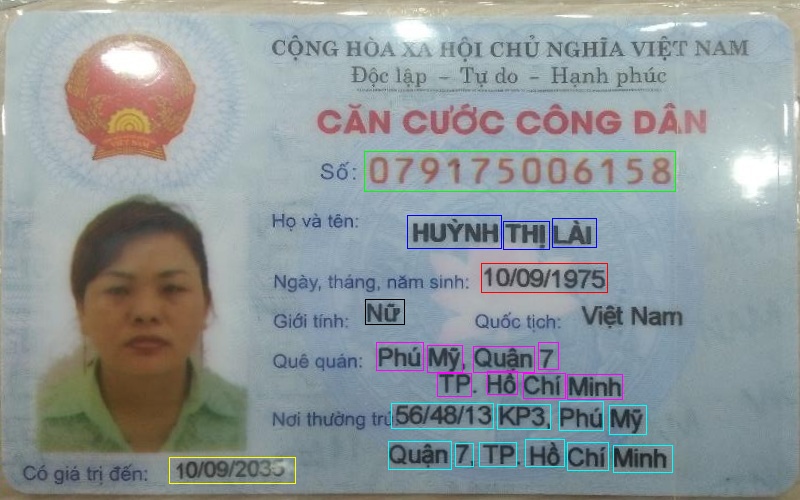 CỘNG HÒA XÃ HỘI CHỦ NGHĨA VIỆT NAM
Độc lập – Tự do – Hạnh phúc
CĂN CƯỚC CÔNG DÂN
Số: 079175006158
Họ và tên: HUỲNH THỊ LÀI
Ngày, tháng, năm sinh: 10/09/1975
Giới tính: Nữ Quốc tịch: Việt Nam
Quê quán: Phú Mỹ, Quận 7
TP. Hồ Chí Minh
Nơi thường trú: 56/48/13 KP3, Phú Mỹ
Quận 7, TP. Hồ Chí Minh
Có giá trị đến: 10/09/2035